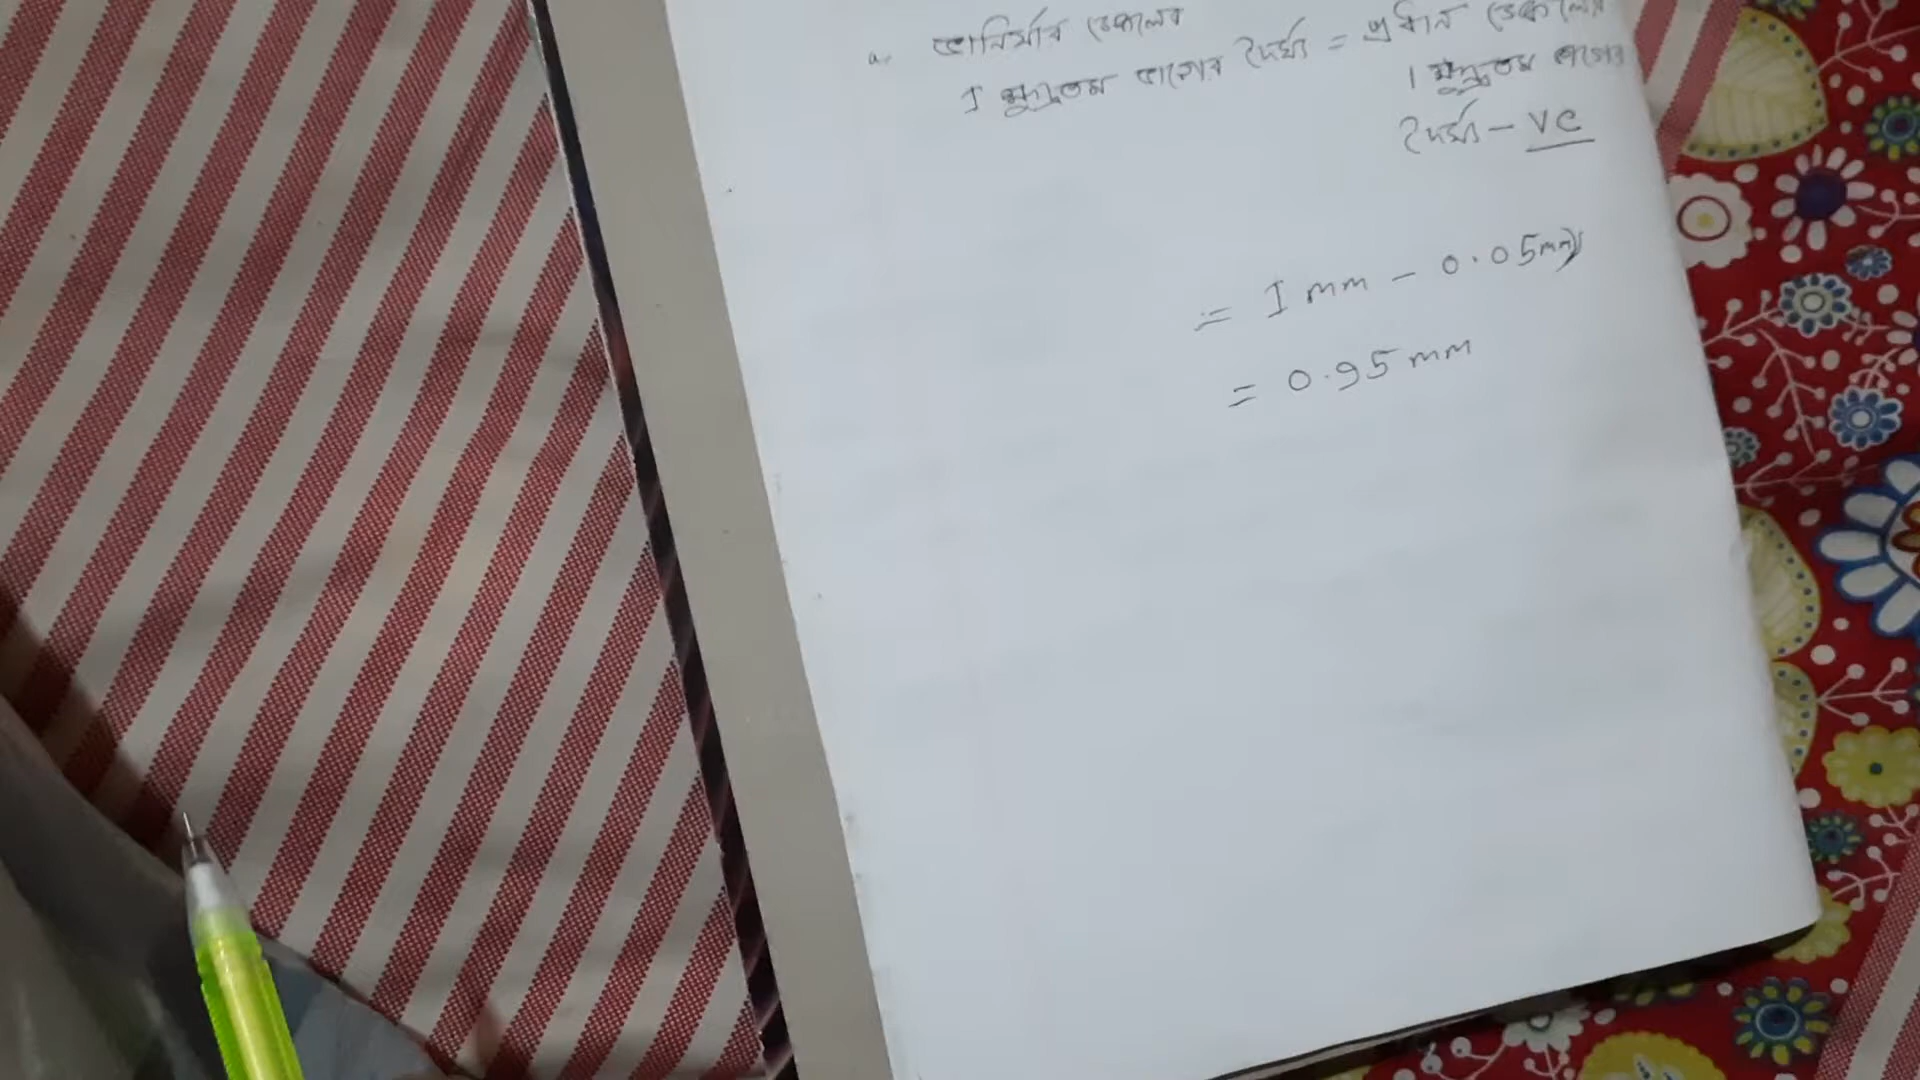 a. ভার্নিয়ার স্কেলের
1 ক্ষুদ্রতম ভাগের দৈর্ঘ্য = প্রধান স্কেলের
1 ক্ষুদ্রতম ভাগের
দৈর্ঘ্য - VC
= 1 mm - 0.05mm
= 0.95 mm